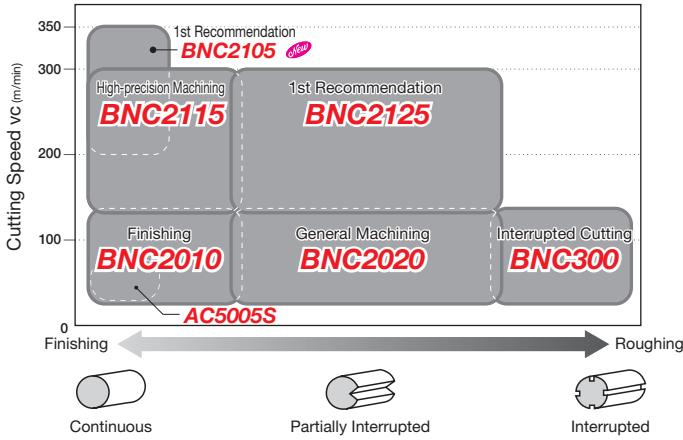 Cutting Speed vc (m/min)
350
300
200
100
0
1st Recommendation
BNC2105 New
High-precision Machining
BNC2115
1st Recommendation
BNC2125
Finishing
BNC2010
General Machining
BNC2020
Interrupted Cutting
BNC300
AC5005S
Finishing
Roughing
Continuous
Partially Interrupted
Interrupted